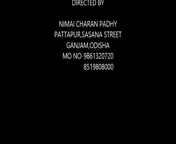 DIRECTED BY
NIMAI CHARAN PADHY
PATTAPUR,SASANA STREET
GANJAM,ODISHA
MO NO-9861320720
8519808000